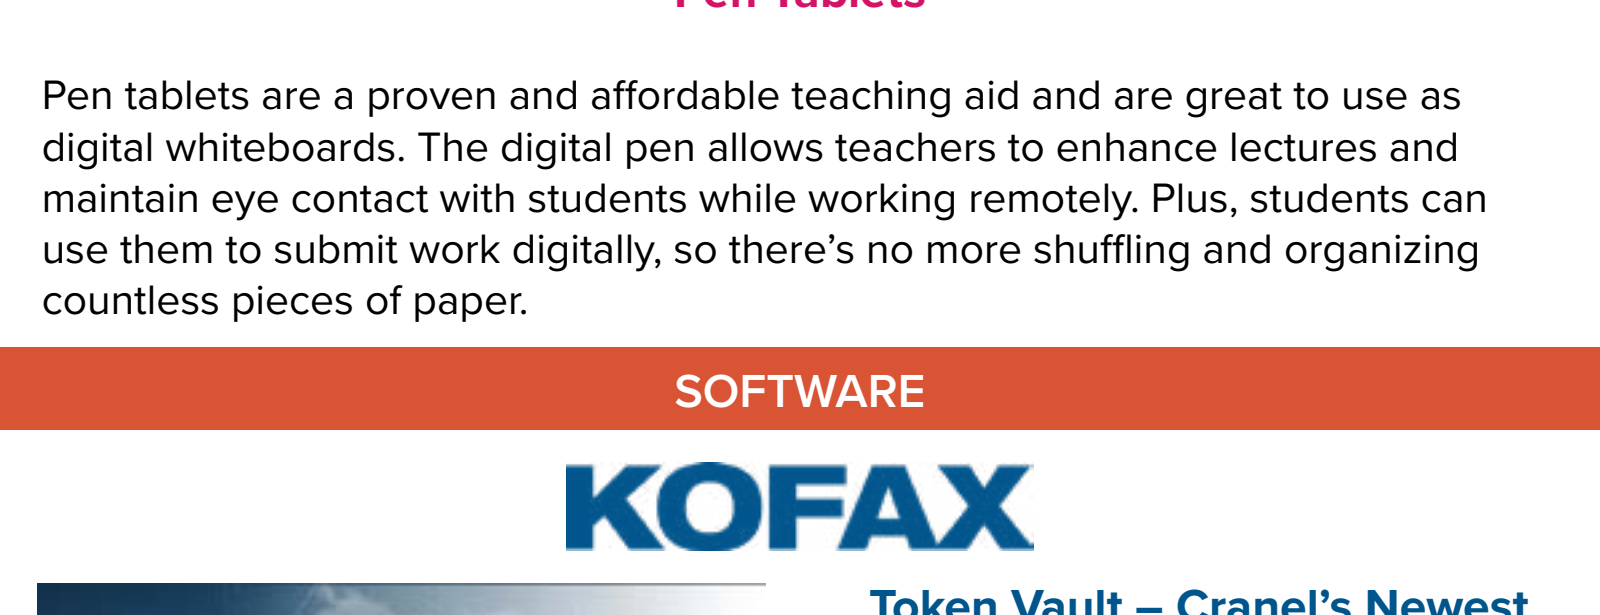 Pen Tablets
Pen tablets are a proven and affordable teaching aid and are great to use as
digital whiteboards. The digital pen allows teachers to enhance lectures and
maintain eye contact with students while working remotely. Plus, students can
use them to submit work digitally, so there’s no more shuffling and organizing
countless pieces of paper.
SOFTWARE
KOFAX
Token Vault – Cranel’s Newest